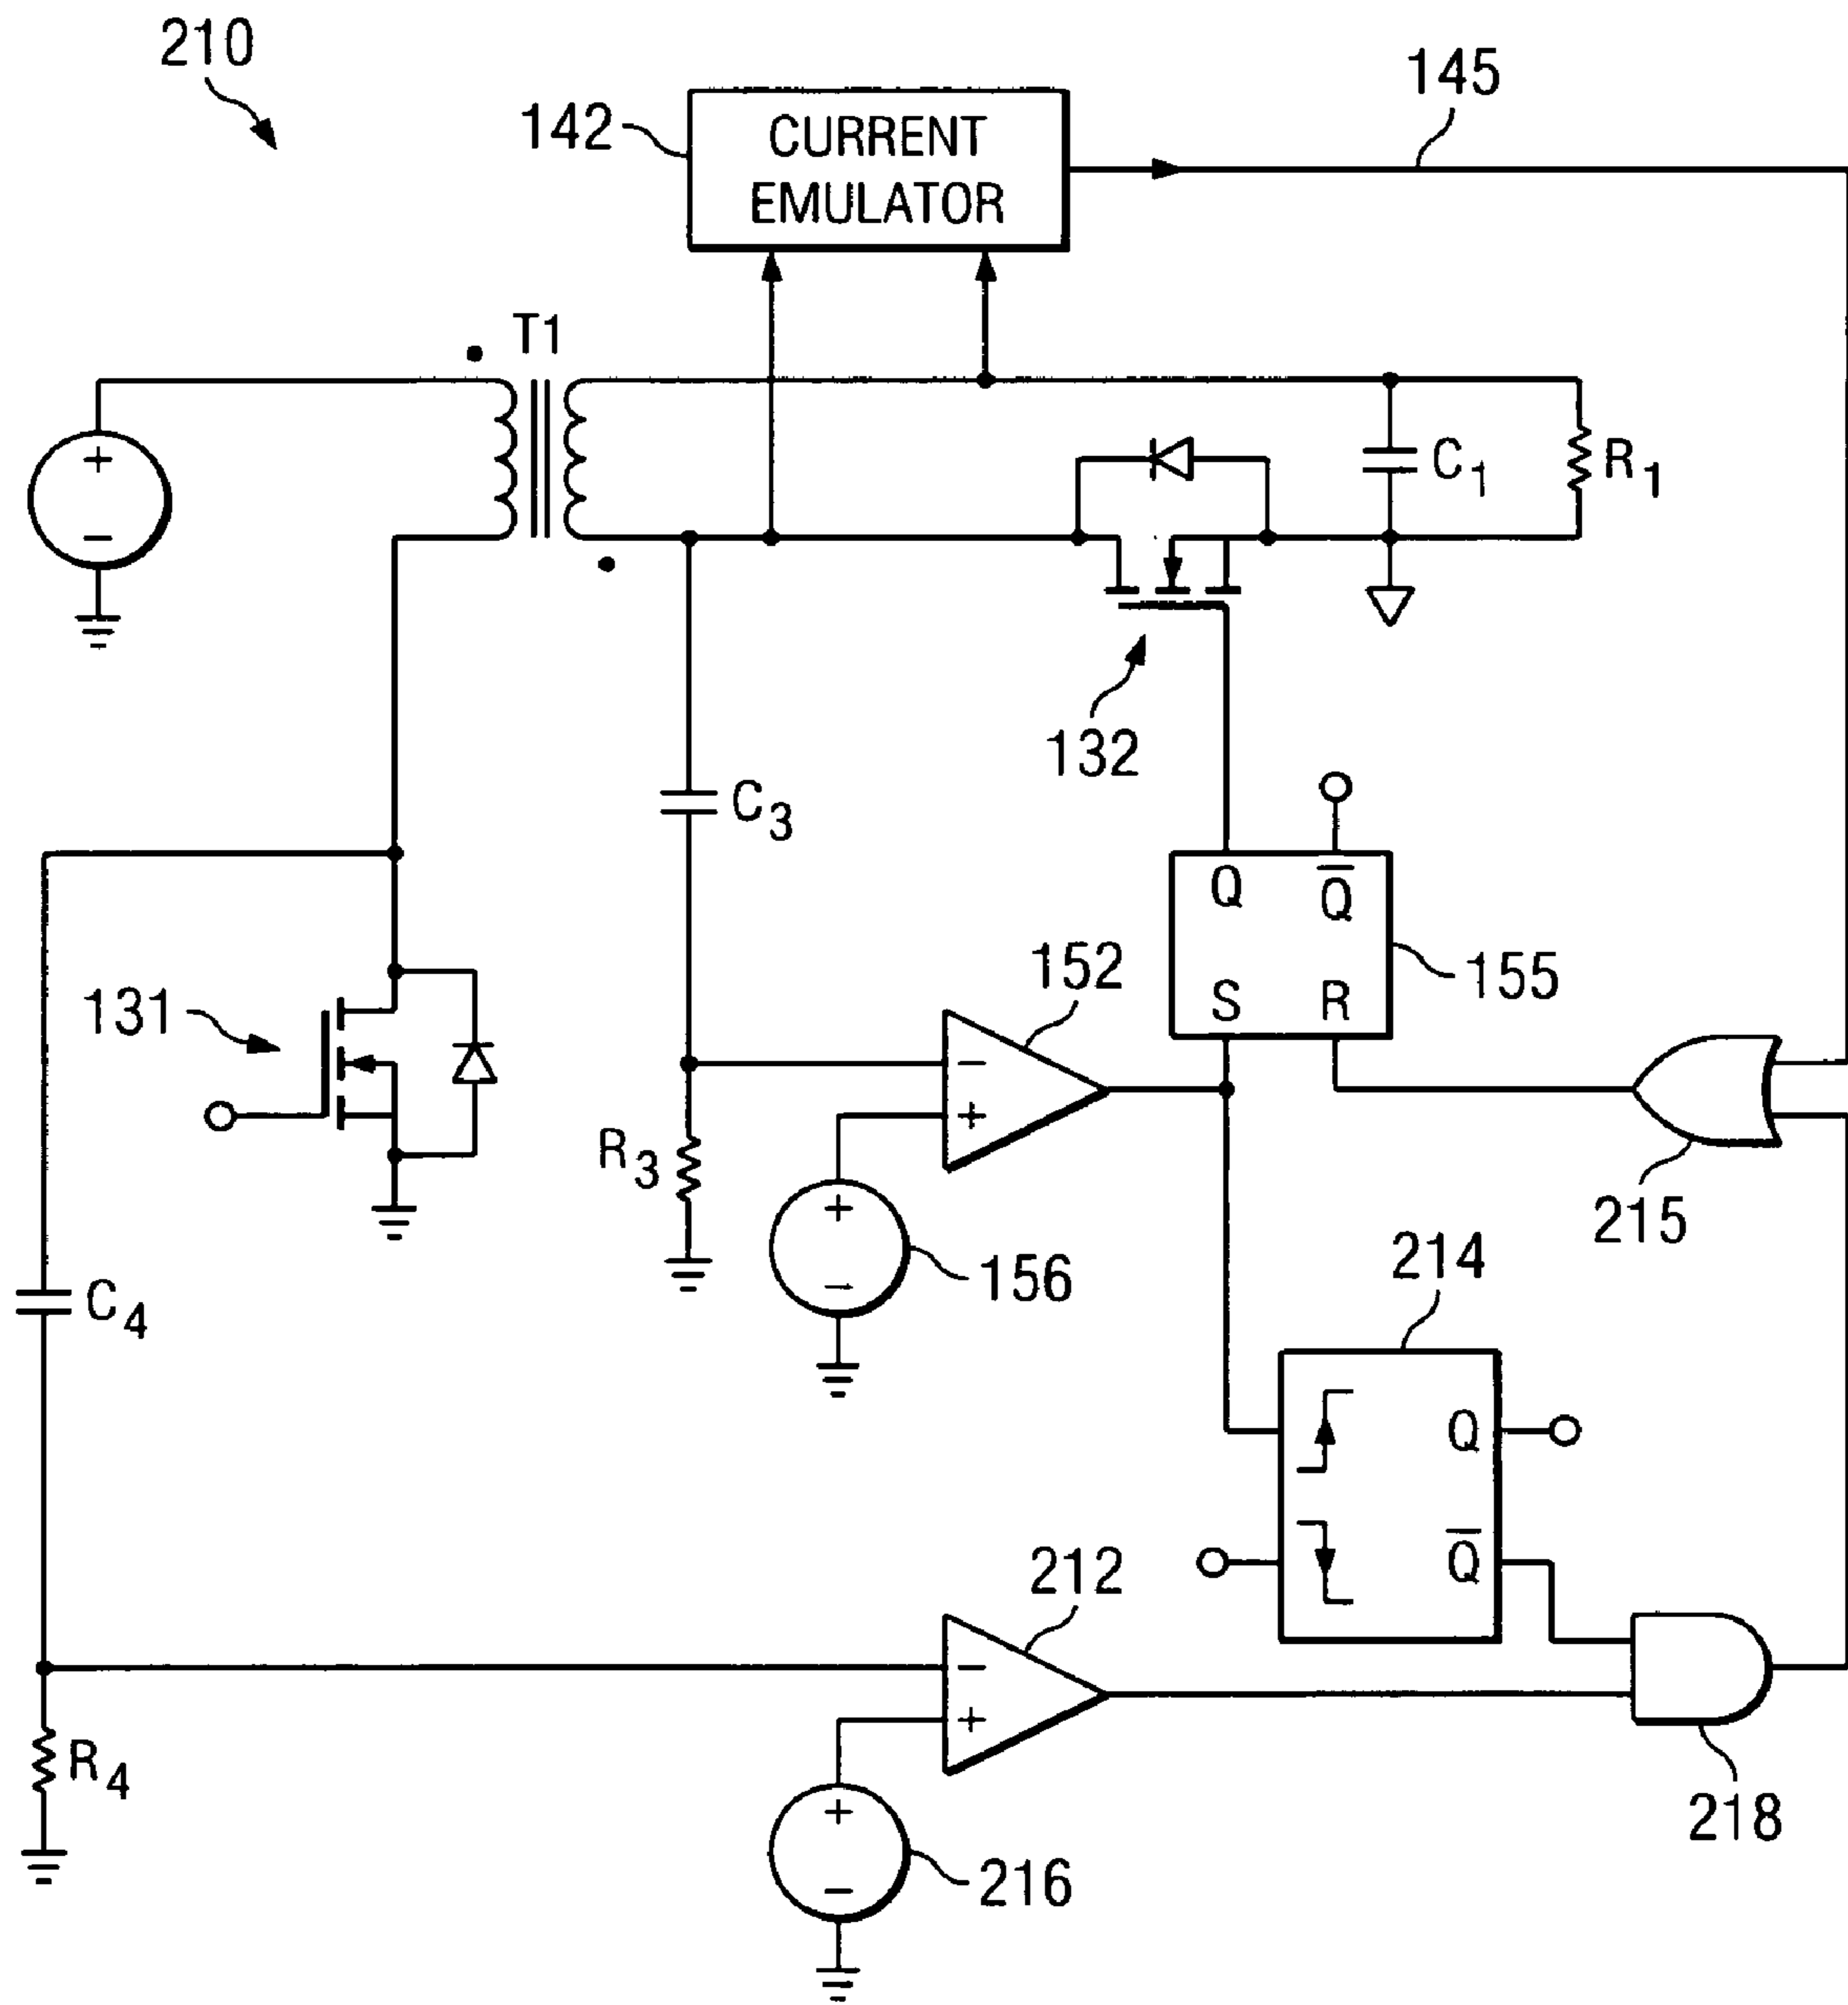 210
145
142
CURRENT
EMULATOR
T1
+
−
C1
R1
132
C3
Q Q̅
155
S R
152
131
−
+
R3
215
+
−
156
214
C4
Q
Q̅
212
−
+
R4
218
+
−
216